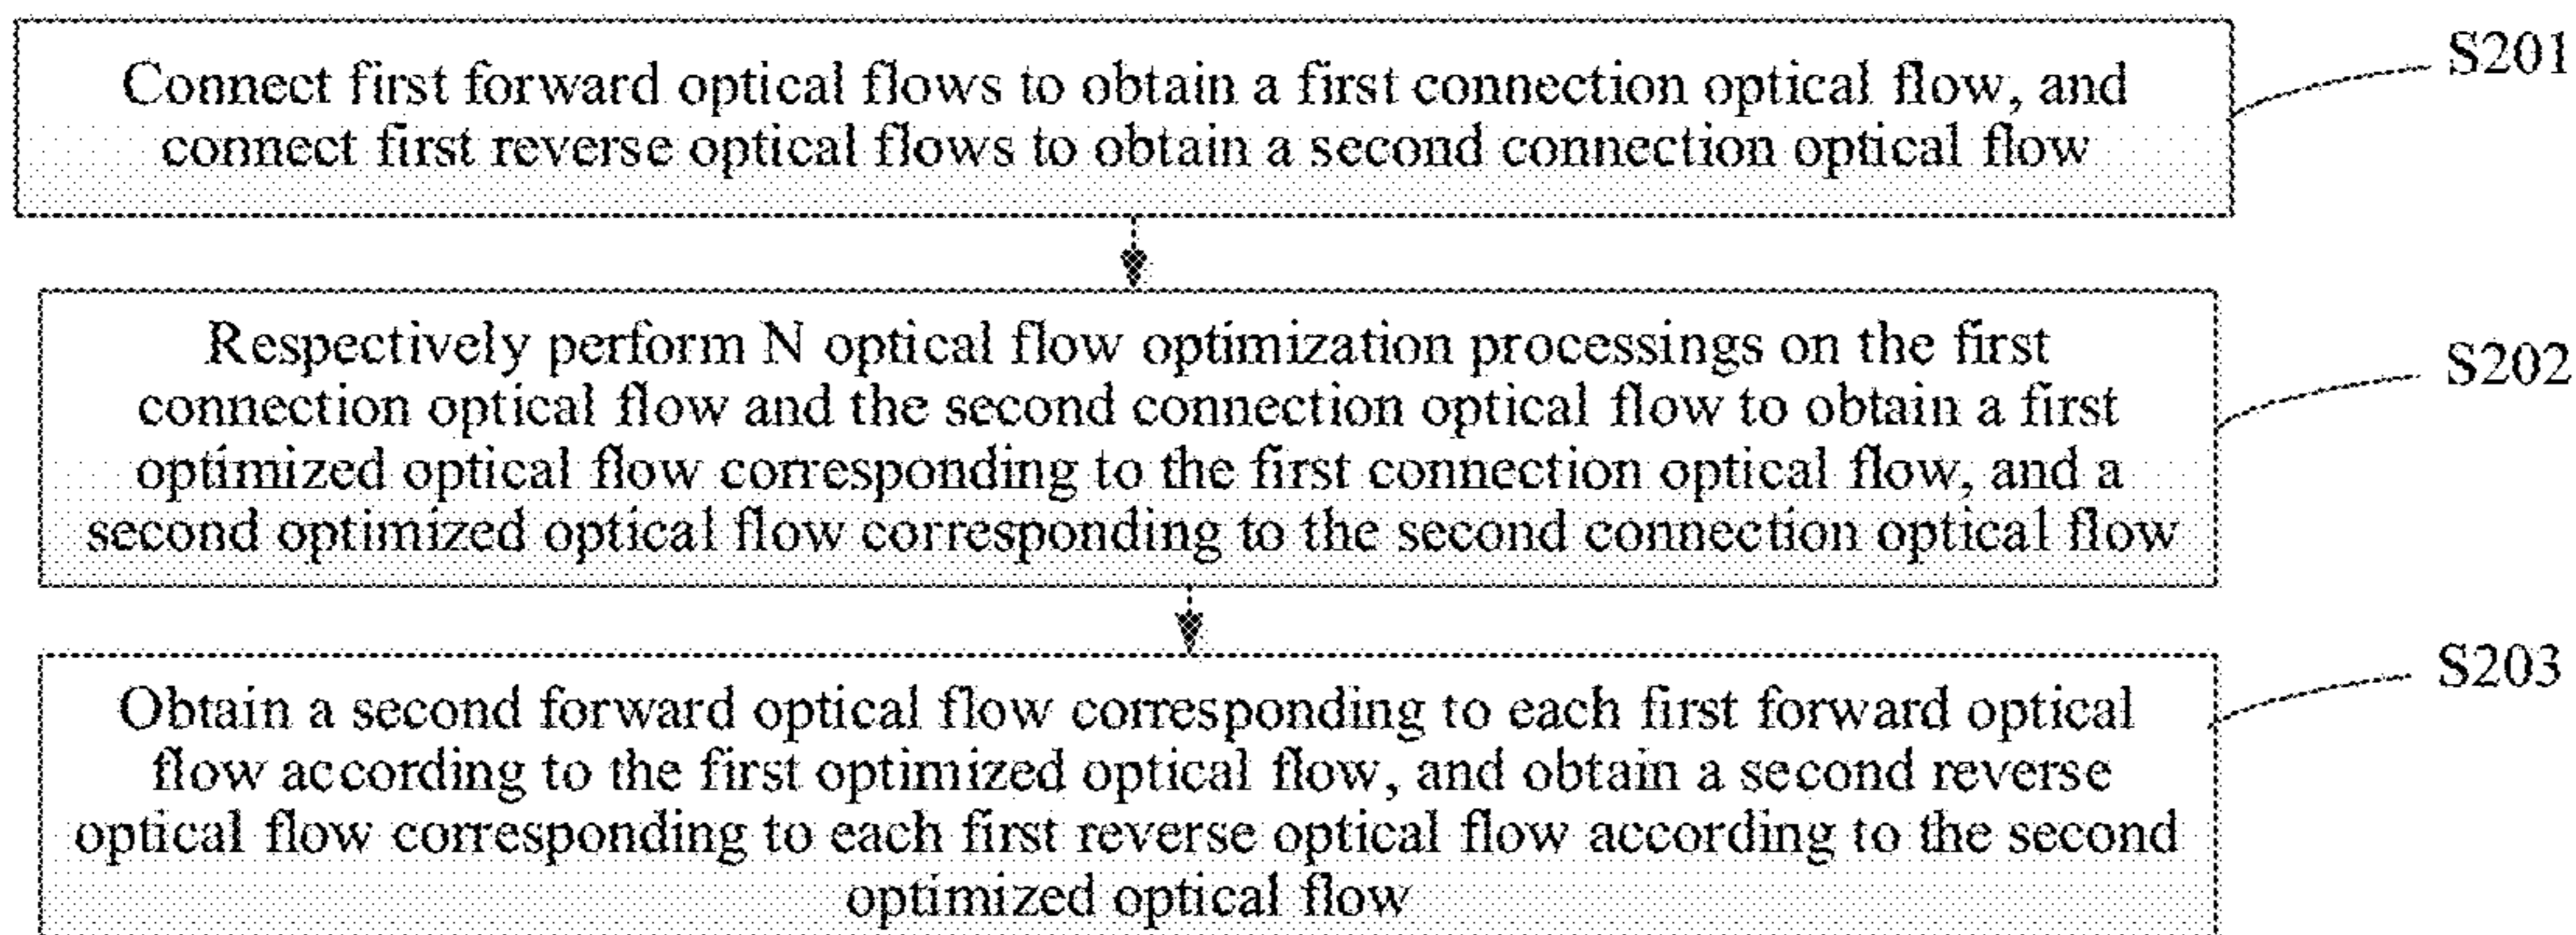 Connect first forward optical flows to obtain a first connection optical flow, and
connect first reverse optical flows to obtain a second connection optical flow
S201
Respectively perform N optical flow optimization processings on the first
connection optical flow and the second connection optical flow to obtain a first
optimized optical flow corresponding to the first connection optical flow, and a
second optimized optical flow corresponding to the second connection optical flow
S202
Obtain a second forward optical flow corresponding to each first forward optical
flow according to the first optimized optical flow, and obtain a second reverse
optical flow corresponding to each first reverse optical flow according to the second
optimized optical flow
S203